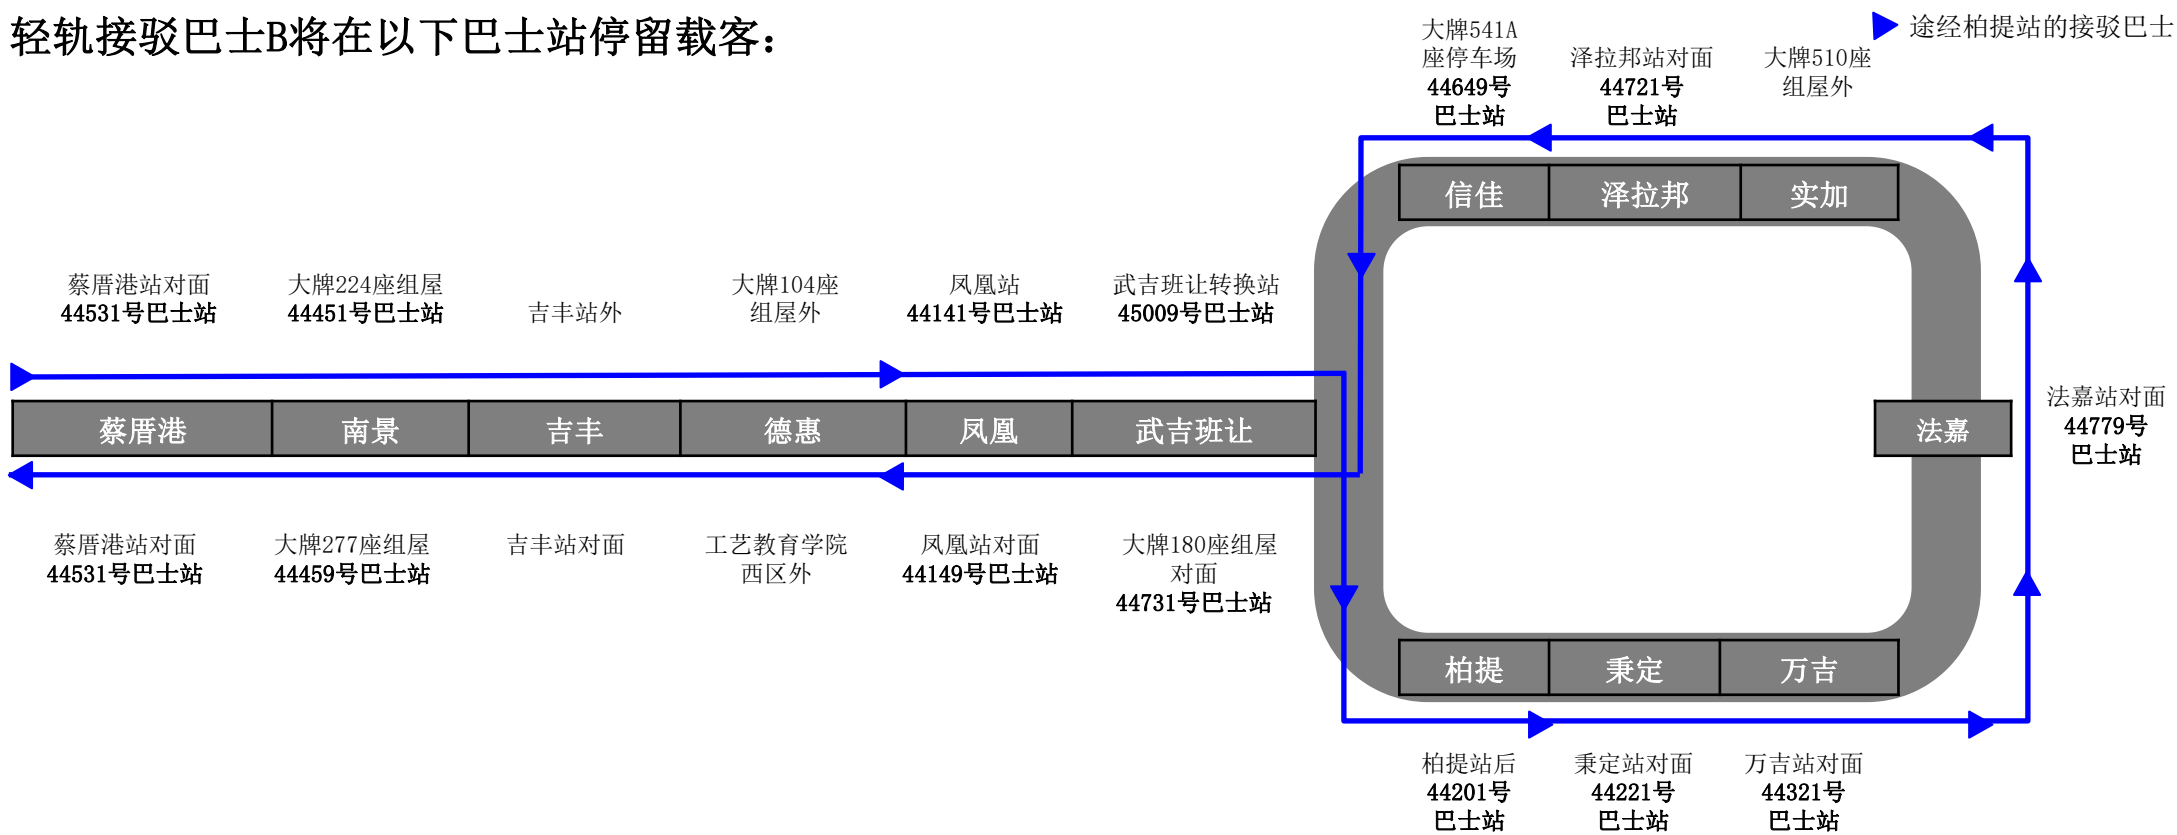 轻轨接驳巴士B将在以下巴士站停留载客：
途经柏提站的接驳巴士
大牌541A
座停车场
44649号
巴士站
泽拉邦站对面
44721号
巴士站
大牌510座
组屋外
信佳
泽拉邦
实加
蔡厝港站对面
44531号巴士站
大牌224座组屋
44451号巴士站
吉丰站外
大牌104座
组屋外
凤凰站
44141号巴士站
武吉班让转换站
45009号巴士站
蔡厝港
南景
吉丰
德惠
凤凰
武吉班让
法嘉
法嘉站对面
44779号
巴士站
蔡厝港站对面
44531号巴士站
大牌277座组屋
44459号巴士站
吉丰站对面
工艺教育学院
西区外
凤凰站对面
44149号巴士站
大牌180座组屋
对面
44731号巴士站
柏提
秉定
万吉
柏提站后
44201号
巴士站
秉定站对面
44221号
巴士站
万吉站对面
44321号
巴士站